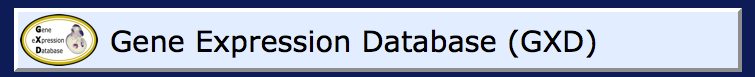 Gene
eXpression
Database
Gene Expression Database (GXD)